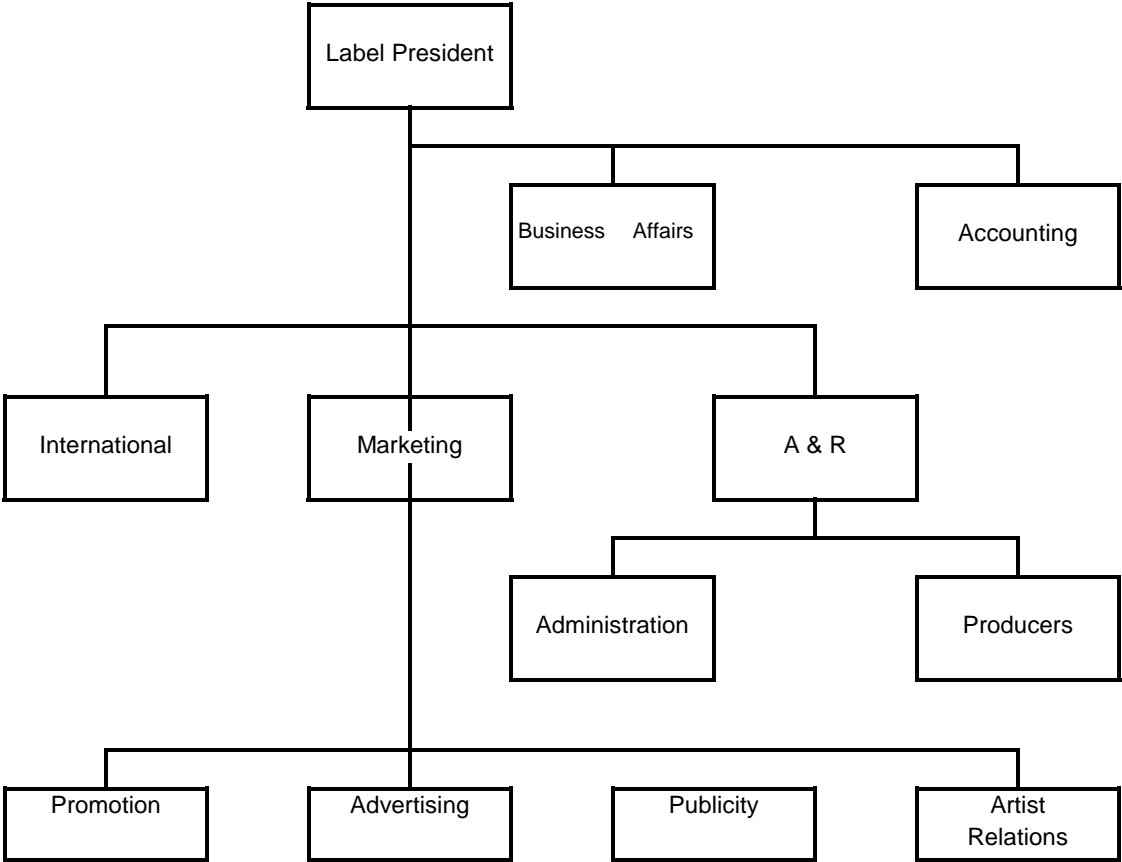 Label President
Business Affairs
Accounting
International
Marketing
A & R
Administration
Producers
Promotion
Advertising
Publicity
Artist
Relations